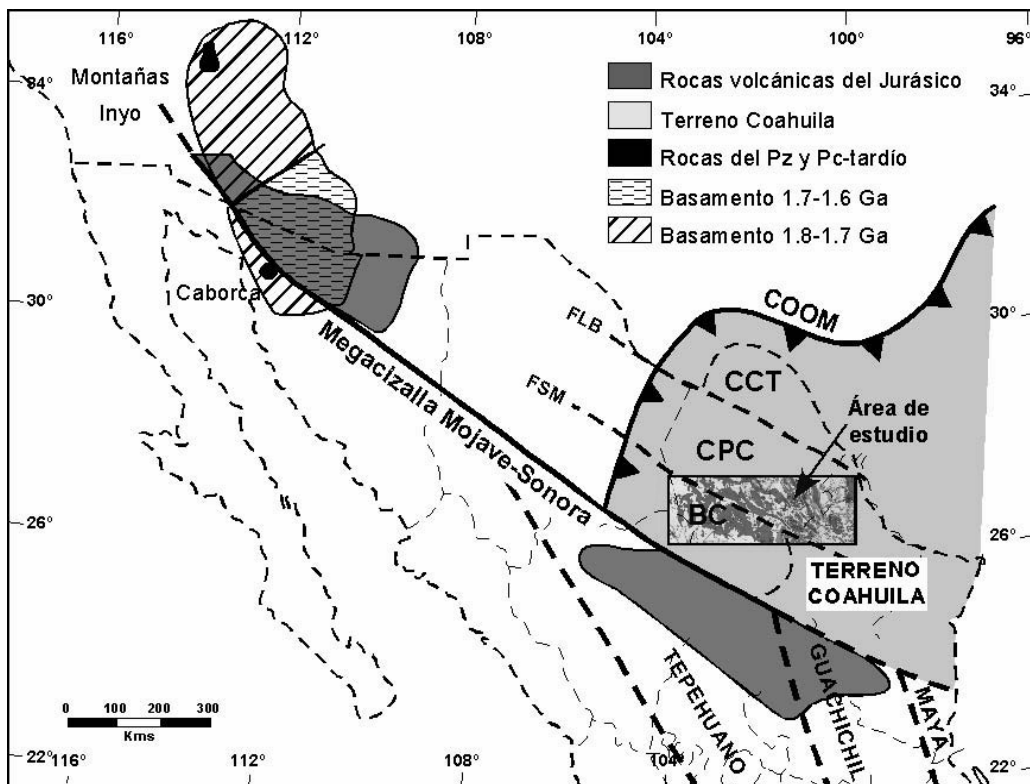 116° 112° 108° 104° 100° 96°
34° 34°
Montañas
Inyo
Rocas volcánicas del Jurásico
Terreno Coahuila
Rocas del Pz y Pc-tardío
Basamento 1.7-1.6 Ga
Basamento 1.8-1.7 Ga
30° 30°
Caborca
COOM
FLB
FSM
CCT
Área de
estudio
CPC
BC
Megacizalla Mojave-Sonora
26° 26°
TERRENO
COAHUILA
TEPEHUANO
GUACHICHIL
MAYA
0 100 200 300
Kms
22° 22°
116° 112° 108° 104° 100°